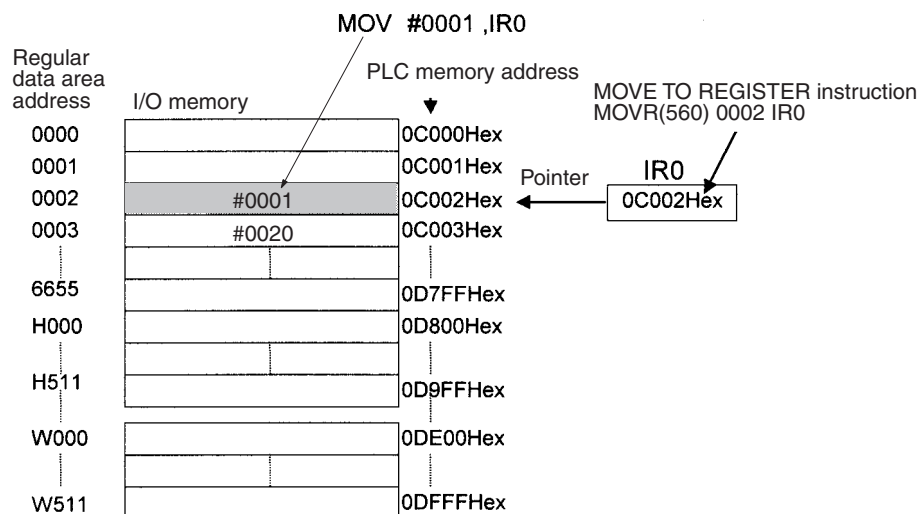 MOV #0001 ,IR0
Regular
data area
address
I/O memory
PLC memory address
MOVE TO REGISTER instruction
MOVR(560) 0002 IR0
0000
0C000Hex
0001
0C001Hex
IR0
0002
#0001
0C002Hex
Pointer
0C002Hex
0003
#0020
0C003Hex
6655
0D7FFHex
H000
0D800Hex
H511
0D9FFHex
W000
0DE00Hex
W511
0DFFFHex